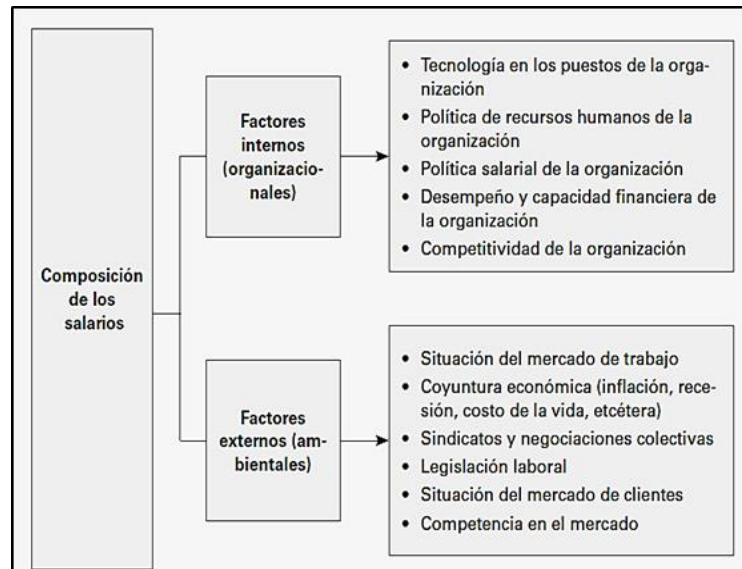 Composición
de los
salarios
Factores
internos
(organizacio-
nales)
• Tecnología en los puestos de la orga-
nización
• Política de recursos humanos de la
organización
• Política salarial de la organización
• Desempeño y capacidad financiera de
la organización
• Competitividad de la organización
Factores
externos (am-
bientales)
• Situación del mercado de trabajo
• Coyuntura económica (inflación, rece-
sión, costo de la vida, etcétera)
• Sindicatos y negociaciones colectivas
• Legislación laboral
• Situación del mercado de clientes
• Competencia en el mercado